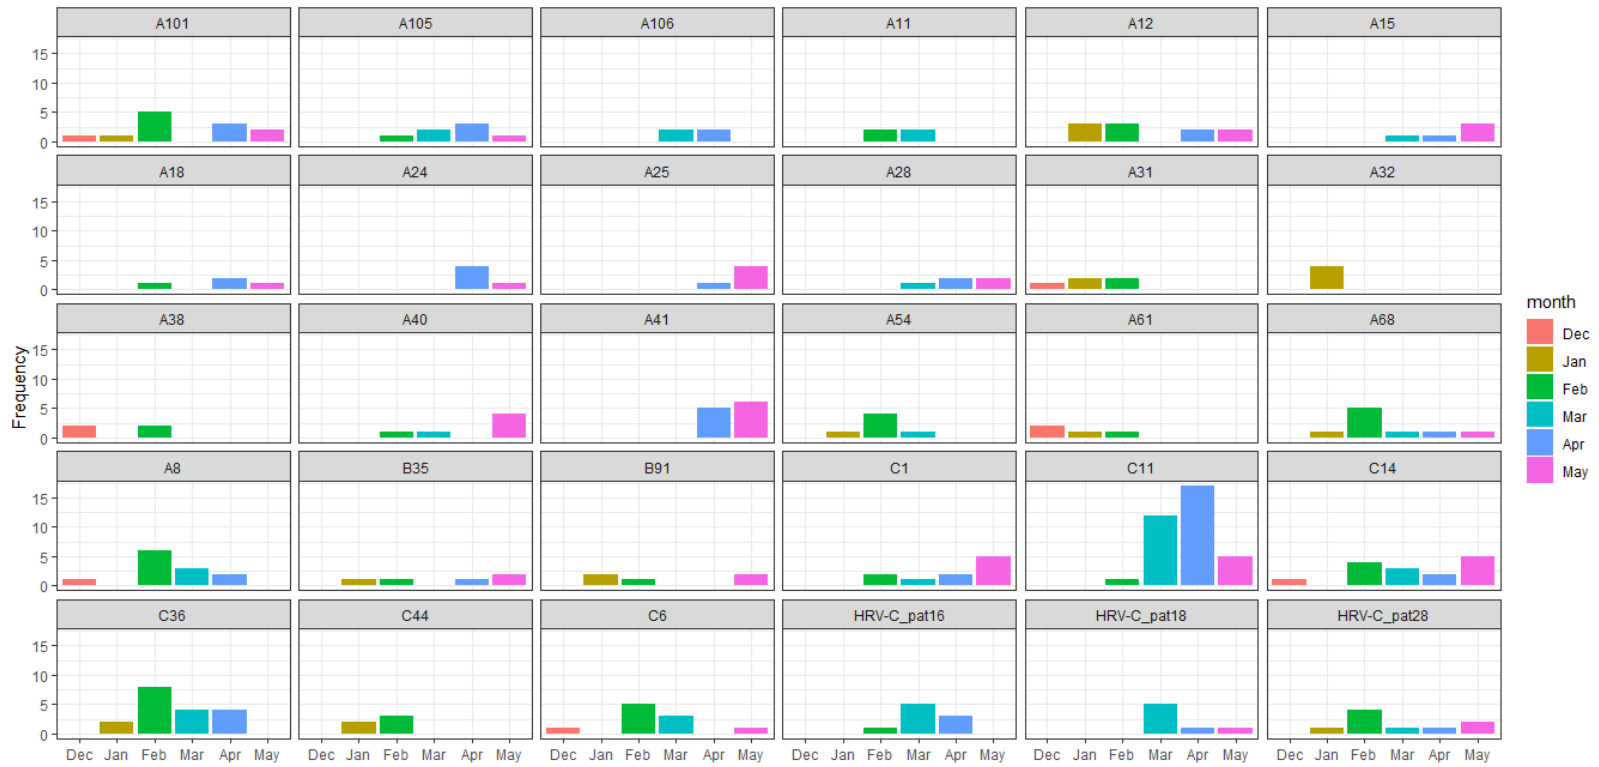 A101 A105 A106 A11 A12 A15
15
10
5
0
A18 A24 A25 A28 A31 A32
15
10
5
0
A38 A40 A41 A54 A61 A68
15
10
5
0
A8 B35 B91 C1 C11 C14
15
10
5
0
C36 C44 C6 HRV-C_pat16 HRV-C_pat18 HRV-C_pat28
15
10
5
0
Dec Jan Feb Mar Apr May Dec Jan Feb Mar Apr May Dec Jan Feb Mar Apr May Dec Jan Feb Mar Apr May Dec Jan Feb Mar Apr May Dec Jan Feb Mar Apr May
Frequency
month
Dec
Jan
Feb
Mar
Apr
May